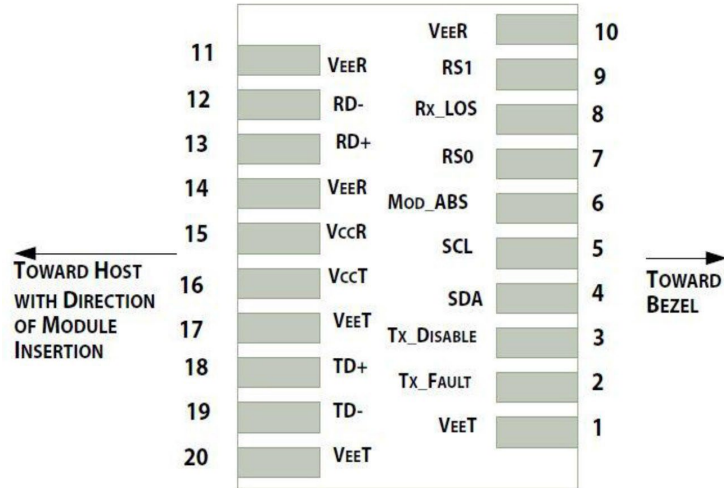 11 VEER
12 RD-
13 RD+
14 VEER
15 VCCR
16 VCCT
17 VEET
18 TD+
19 TD-
20 VEET
VEER 10
RS1 9
RX_LOS 8
RS0 7
MOD_ABS 6
SCL 5
SDA 4
TX_DISABLE 3
TX_FAULT 2
VEET 1
TOWARD HOST
WITH DIRECTION
OF MODULE
INSERTION
TOWARD
BEZEL